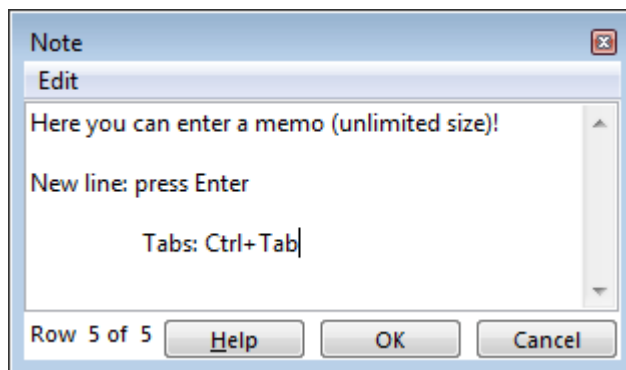 Note
Edit
Here you can enter a memo (unlimited size)!
New line: press Enter
Tabs: Ctrl+Tab
Row 5 of 5 Help OK Cancel